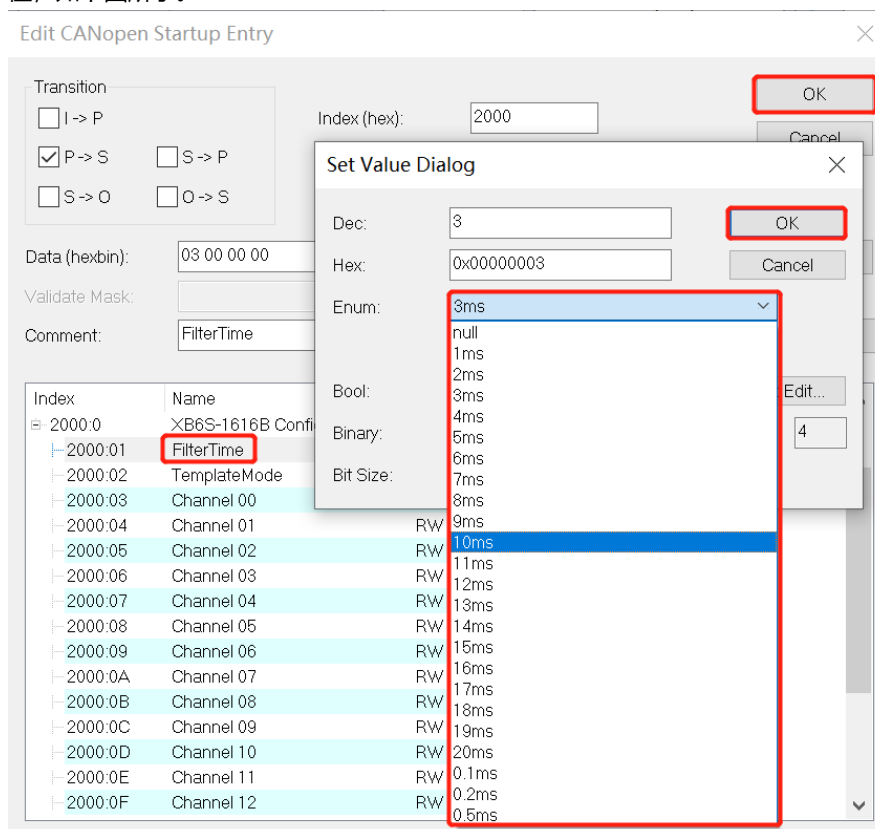 Edit CANopen Startup Entry
Transition
I -> P
P -> S
S -> P
S -> O
O -> S
Index (hex):
2000
OK
Cancel
Data (hexbin):
03 00 00 00
Validate Mask:
Comment:
FilterTime
Set Value Dialog
Dec:
3
OK
Hex:
0x00000003
Cancel
Enum:
3ms
null
1ms
2ms
3ms
4ms
5ms
6ms
7ms
8ms
9ms
10ms
11ms
12ms
13ms
14ms
15ms
16ms
17ms
18ms
19ms
20ms
0.1ms
0.2ms
0.5ms
Bool:
Edit...
Binary:
4
Bit Size:
Index Name
2000:0 XB6S-1616B Confi
2000:01 FilterTime
2000:02 TemplateMode
2000:03 Channel 00
2000:04 Channel 01 RW
2000:05 Channel 02 RW
2000:06 Channel 03 RW
2000:07 Channel 04 RW
2000:08 Channel 05 RW
2000:09 Channel 06 RW
2000:0A Channel 07 RW
2000:0B Channel 08 RW
2000:0C Channel 09 RW
2000:0D Channel 10 RW
2000:0E Channel 11 RW
2000:0F Channel 12 RW